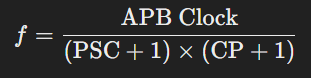 f = APB Clock / (PSC + 1) × (CP + 1)